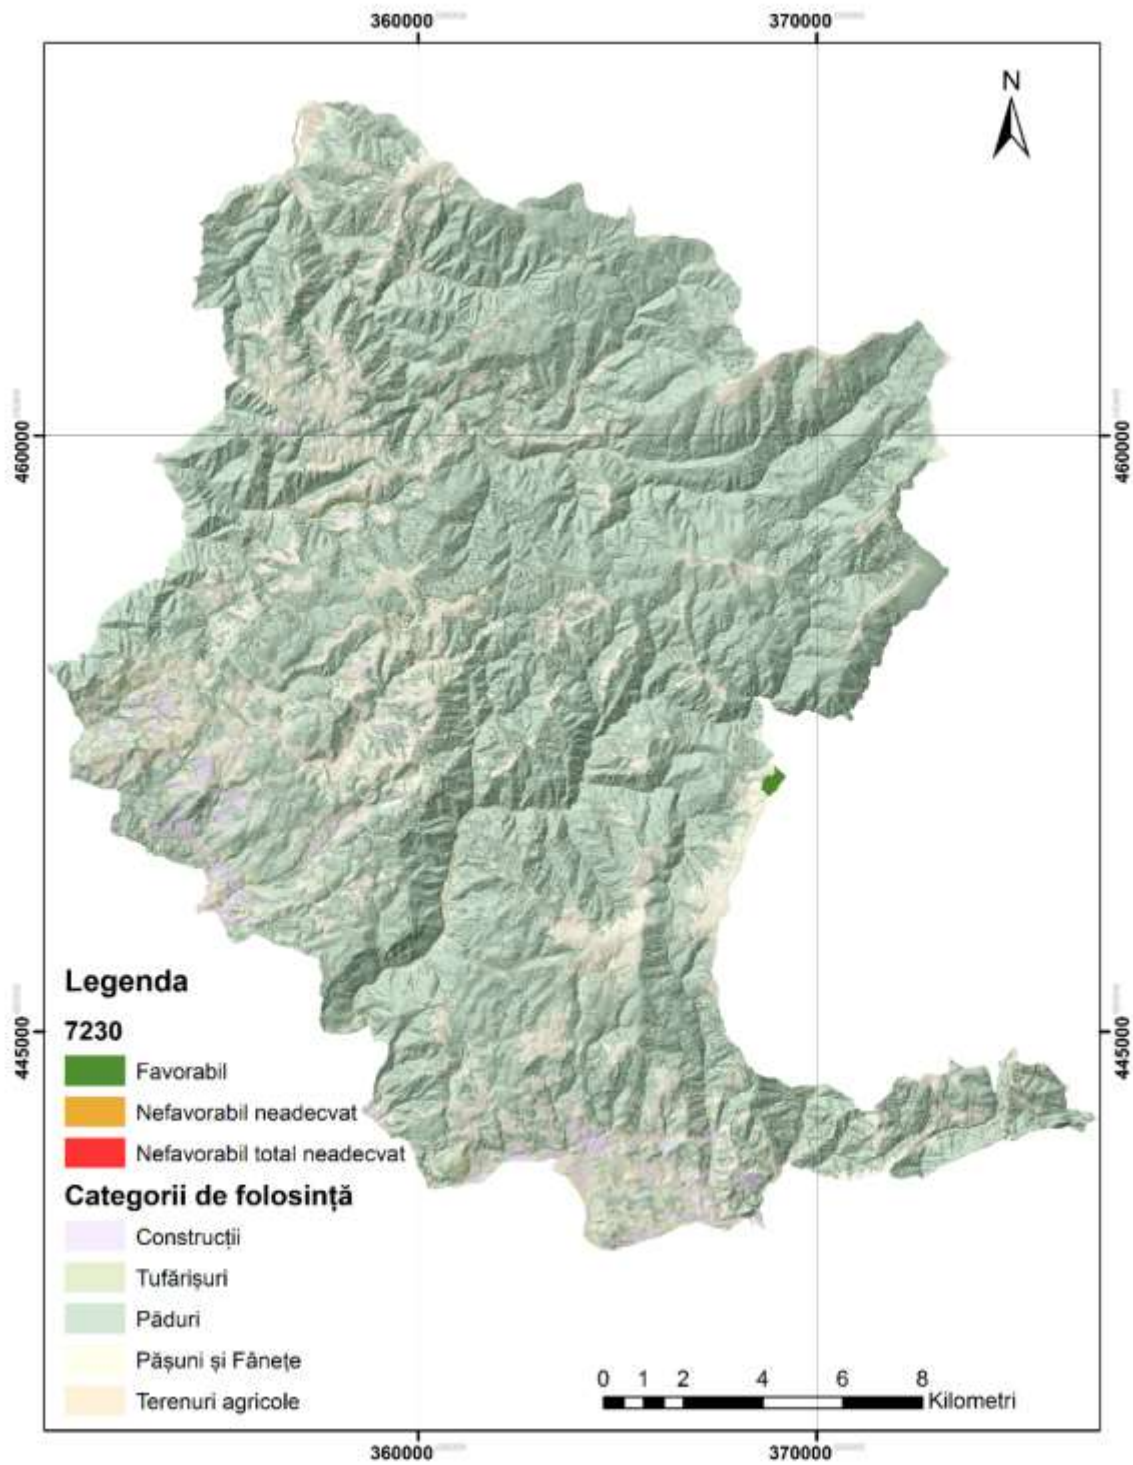 360000
370000
N
460000
460000
445000
445000
Legenda
7230
Favorabil
Nefavorabil neadecvat
Nefavorabil total neadecvat
Categorii de folosință
Construcții
Tufărișuri
Păduri
Pășuni și Fânețe
Terenuri agricole
0 1 2 4 6 8
Kilometri
360000
370000